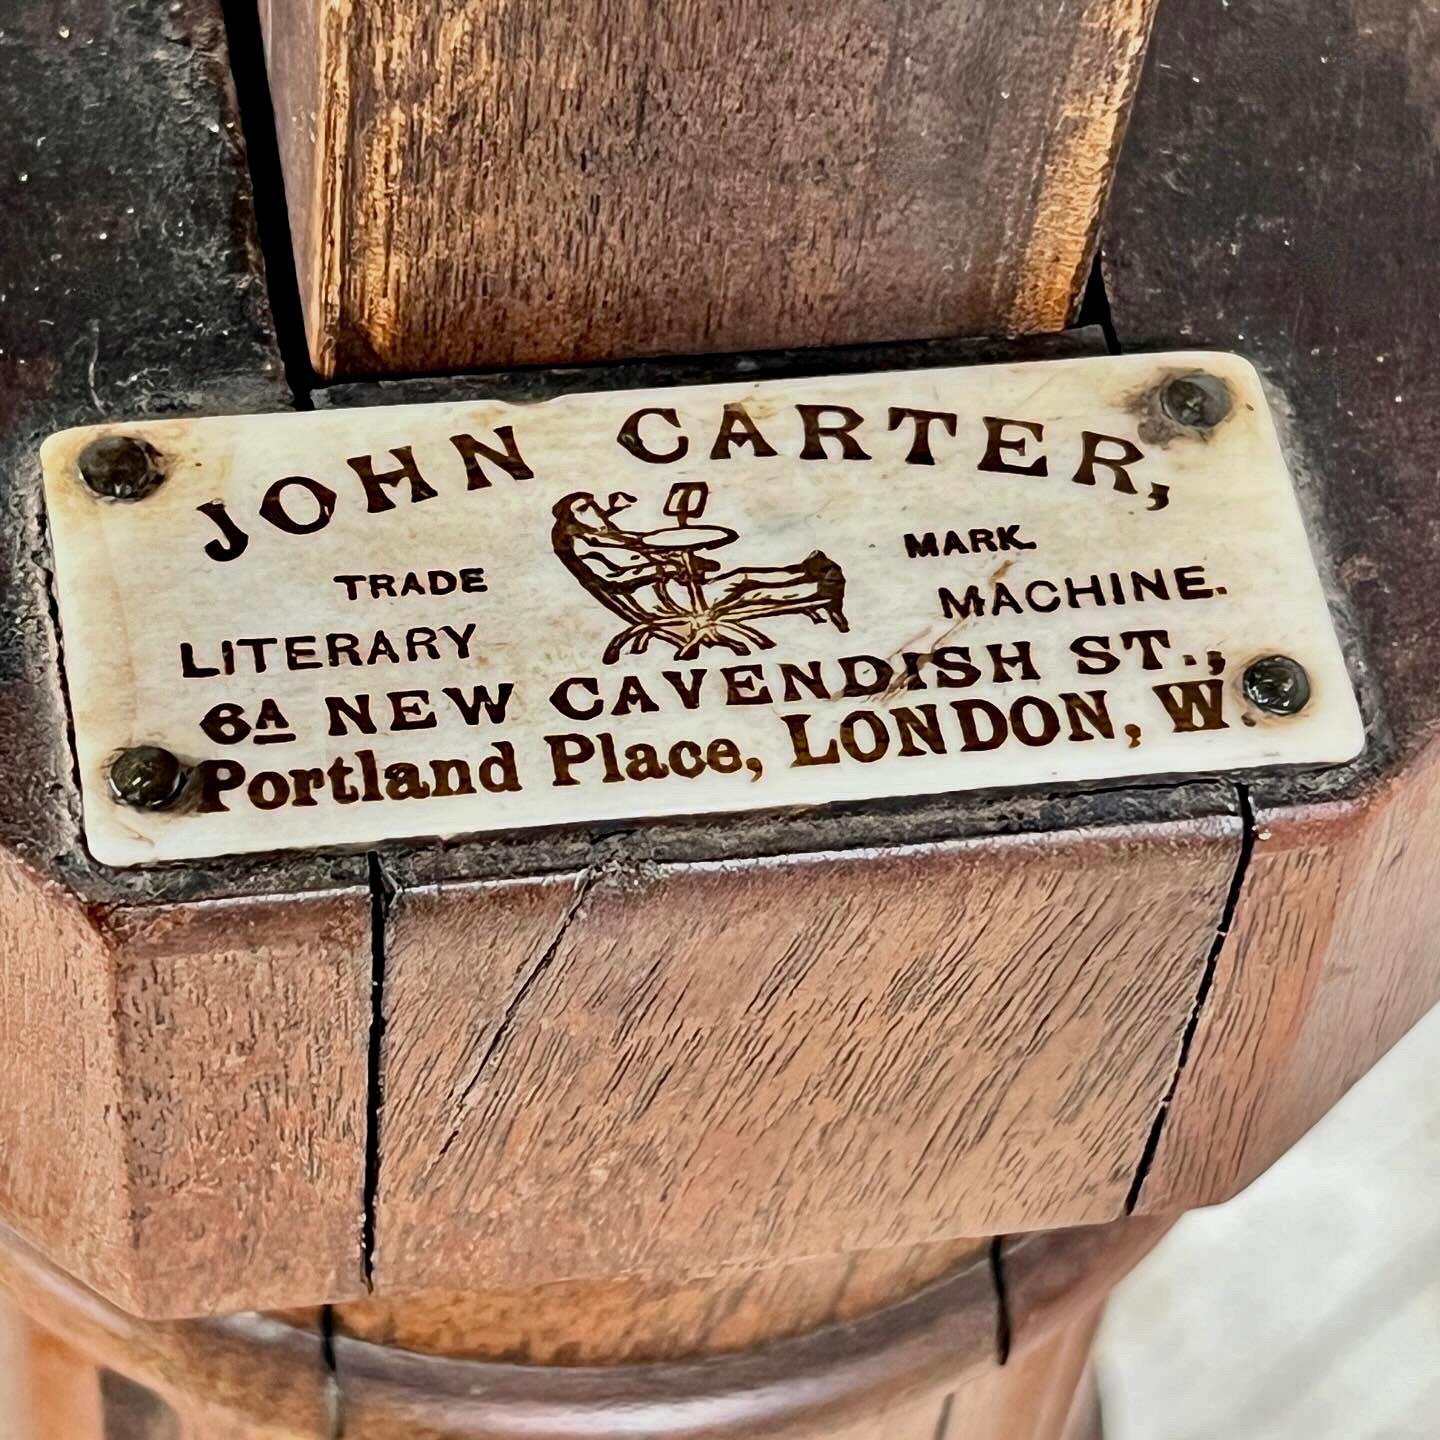 JOHN CARTER,
TRADE MARK.
LITERARY MACHINE.
6A NEW CAVENDISH ST.,
Portland Place, LONDON, W.